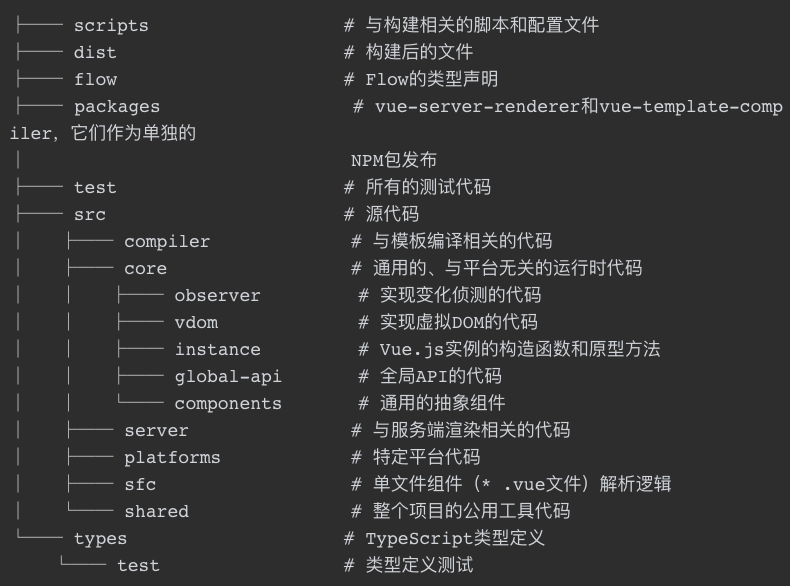 ├── scripts # 与构建相关的脚本和配置文件
├── dist # 构建后的文件
├── flow # Flow的类型声明
├── packages # vue-server-renderer和vue-template-comp
iler, 它们作为单独的
│ NPM包发布
├── test # 所有的测试代码
├── src # 源代码
│ ├── compiler # 与模板编译相关的代码
│ ├── core # 通用的、与平台无关的运行时代码
│ │ ├── observer # 实现变化侦测的代码
│ │ ├── vdom # 实现虚拟DOM的代码
│ │ ├── instance # Vue.js实例的构造函数和原型方法
│ │ ├── global-api # 全局API的代码
│ │ └── components # 通用的抽象组件
│ ├── server # 与服务端渲染相关的代码
│ ├── platforms # 特定平台代码
│ ├── sfc # 单文件组件（* .vue文件）解析逻辑
│ └── shared # 整个项目的公用工具代码
└── types # TypeScript类型定义
 └── test # 类型定义测试